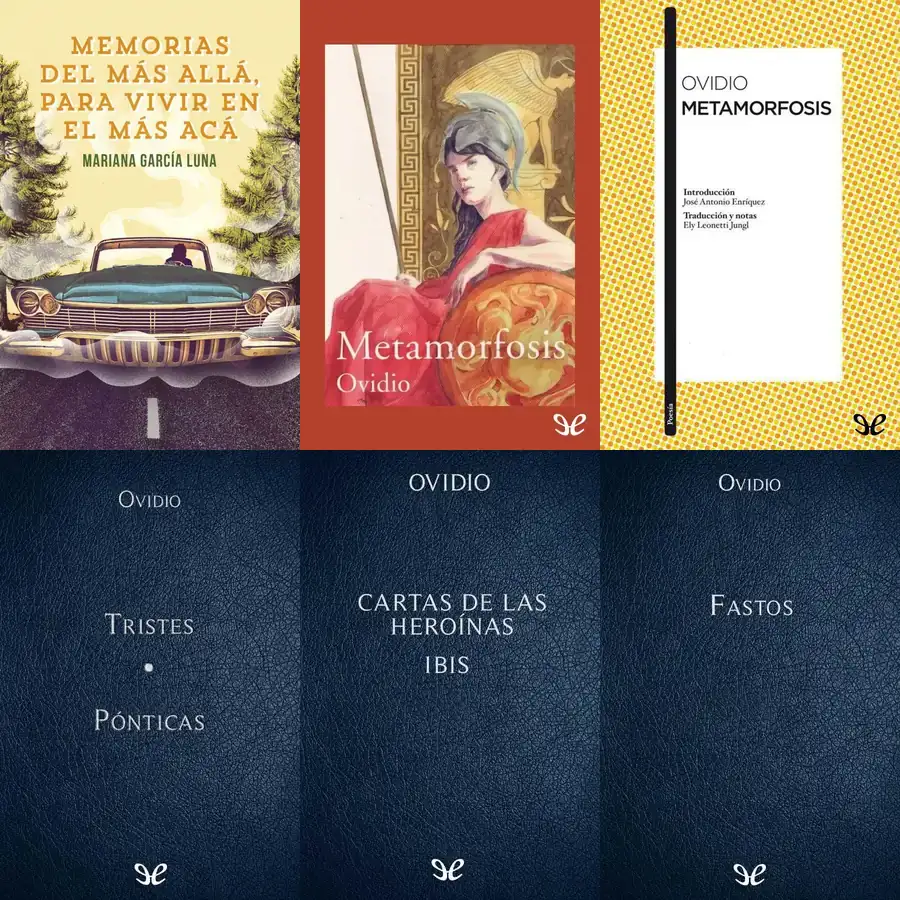 MEMORIAS
DEL MÁS ALLÁ,
PARA VIVIR EN
EL MÁS ACÁ
MARIANA GARCÍA LUNA
Metamorfosis
Ovidio
OVIDIO
METAMORFOSIS
Introducción
José Antonio Enríquez
Traducción y notas
Ely Leonetti Jungl
Poesía
OVIDIO
TRISTES
•
PÓNTICAS
OVIDIO
CARTAS DE LAS
HEROÍNAS
IBIS
OVIDIO
FASTOS